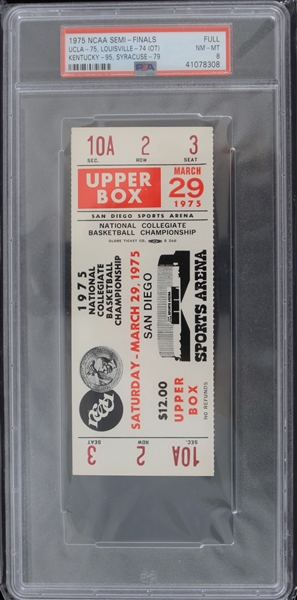 1975 NCAA SEMI-FINALS FULL
UCLA-75, LOUISVILLE-74 (OT) NM-MT
KENTUCKY-95, SYRACUSE-79 PSA 8
41078308
10A 2 3
SEC. ROW SEAT
UPPER BOX
MARCH
29
1975
SAN DIEGO SPORTS ARENA
NATIONAL COLLEGIATE
BASKETBALL CHAMPIONSHIP
GLOBE TICKET CO.
1975
NATIONAL
COLLEGIATE
BASKETBALL
CHAMPIONSHIP
SATURDAY-MARCH 29, 1975
SAN DIEGO
SPORTS ARENA
$12.00
UPPER
BOX
NO REFUNDS
SEAT ROW SEC.
3 2 10A